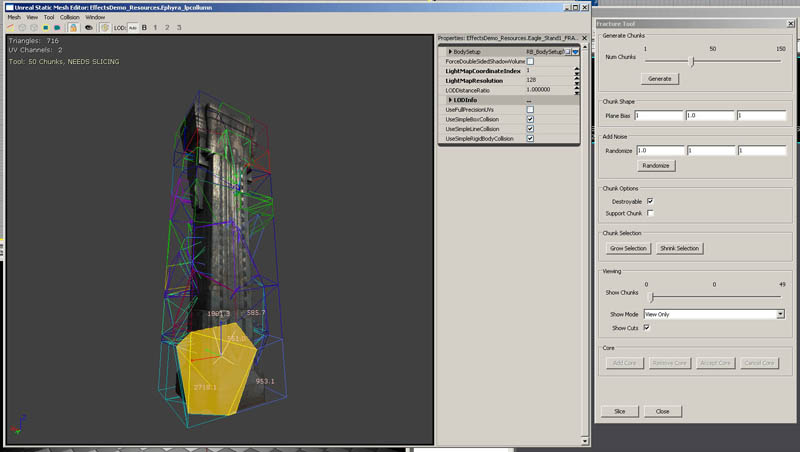 Unreal Static Mesh Editor: EffectsDemo_Resources.Ephyra_lpcollumn
Mesh View Tool Collision Window
LOD: Auto B 1 2 3
Triangles: 716
UV Channels: 2
Tool: 50 Chunks, NEEDS SLICING
1961.3 585.7
351.0
2718.1 953.1
Properties: EffectsDemo_Resources.Eagle_Stand1_FRA
BodySetup RB_BodySetup
ForceDoubleSidedShadowVolume
LightMapCoordinateIndex 1
LightMapResolution 128
LODDistanceRatio 1.000000
LODInfo ...
UseFullPrecisionUVs
UseSimpleBoxCollision
UseSimpleLineCollision
UseSimpleRigidBodyCollision
Fracture Tool
Generate Chunks
1 50 150
Num Chunks
Generate
Chunk Shape
Plane Bias 1 1.0 1
Add Noise
Randomize 1.0 1 1
Randomize
Chunk Options
Destroyable
Support Chunk
Chunk Selection
Grow Selection Shrink Selection
Viewing
0 0 49
Show Chunks
Show Mode View Only
Show Cuts
Core
Add Core Remove Core Accept Core Cancel Core
Slice Close